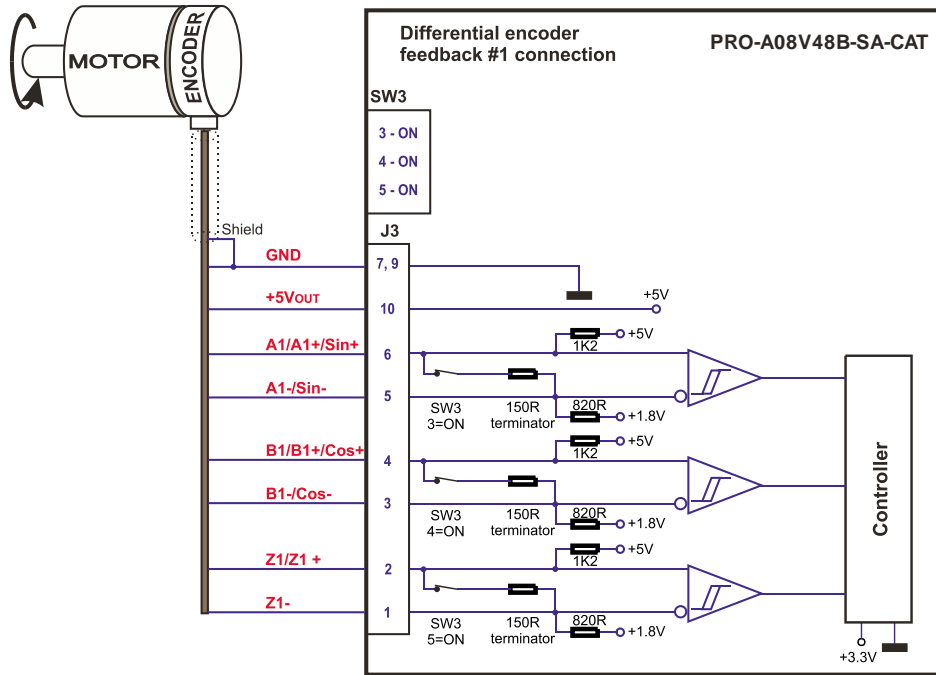 Differential encoder
feedback #1 connection
PRO-A08V48B-SA-CAT
MOTOR
ENCODER
SW3
3 - ON
4 - ON
5 - ON
Shield
J3
GND
7, 9
+5VOUT
10
+5V
A1/A1+/Sin+
6
+5V
1K2
A1-/Sin-
5
SW3
3=ON
150R
terminator
820R
+1.8V
B1/B1+/Cos+
4
+5V
1K2
B1-/Cos-
3
SW3
4=ON
150R
terminator
820R
+1.8V
Z1/Z1 +
2
+5V
1K2
Z1-
1
SW3
5=ON
150R
terminator
820R
+1.8V
Controller
+3.3V